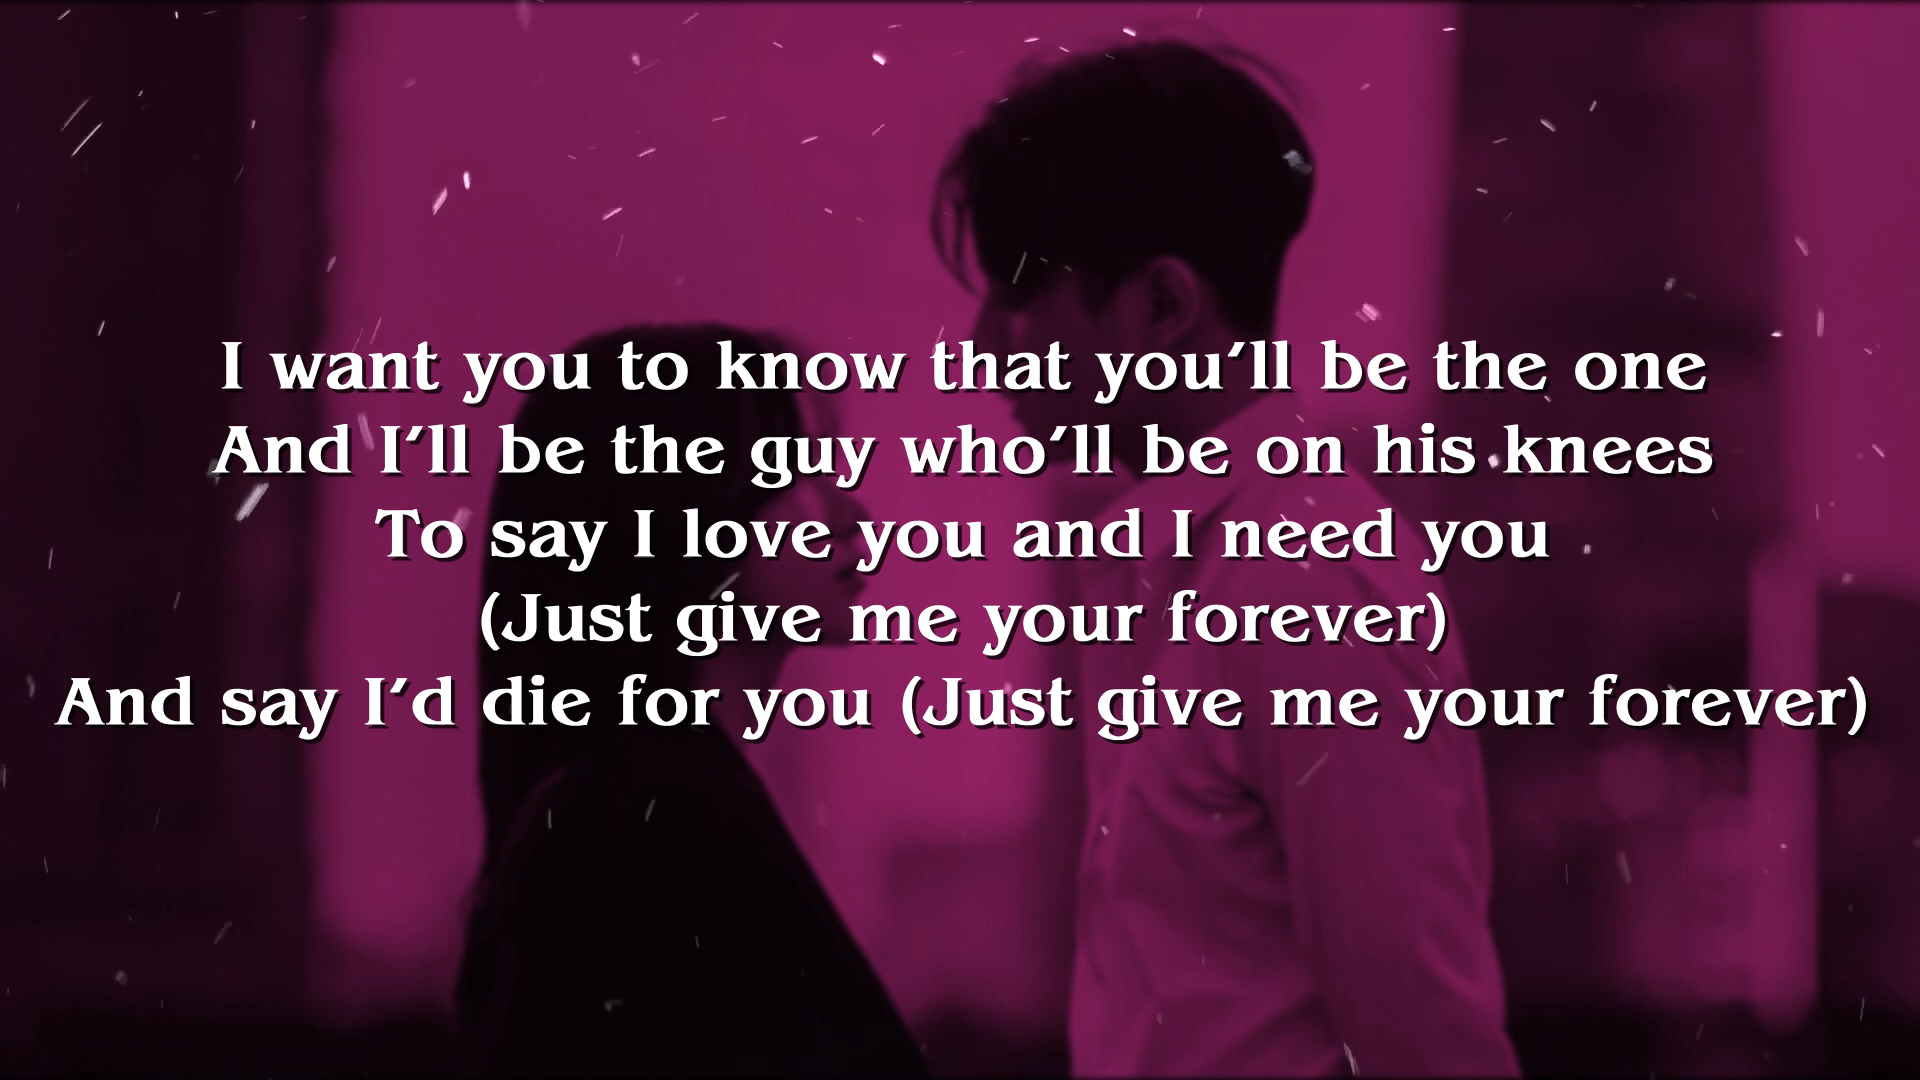 I want you to know that you'll be the one
And I'll be the guy who'll be on his knees
To say I love you and I need you
(Just give me your forever)
And say I'd die for you (Just give me your forever)